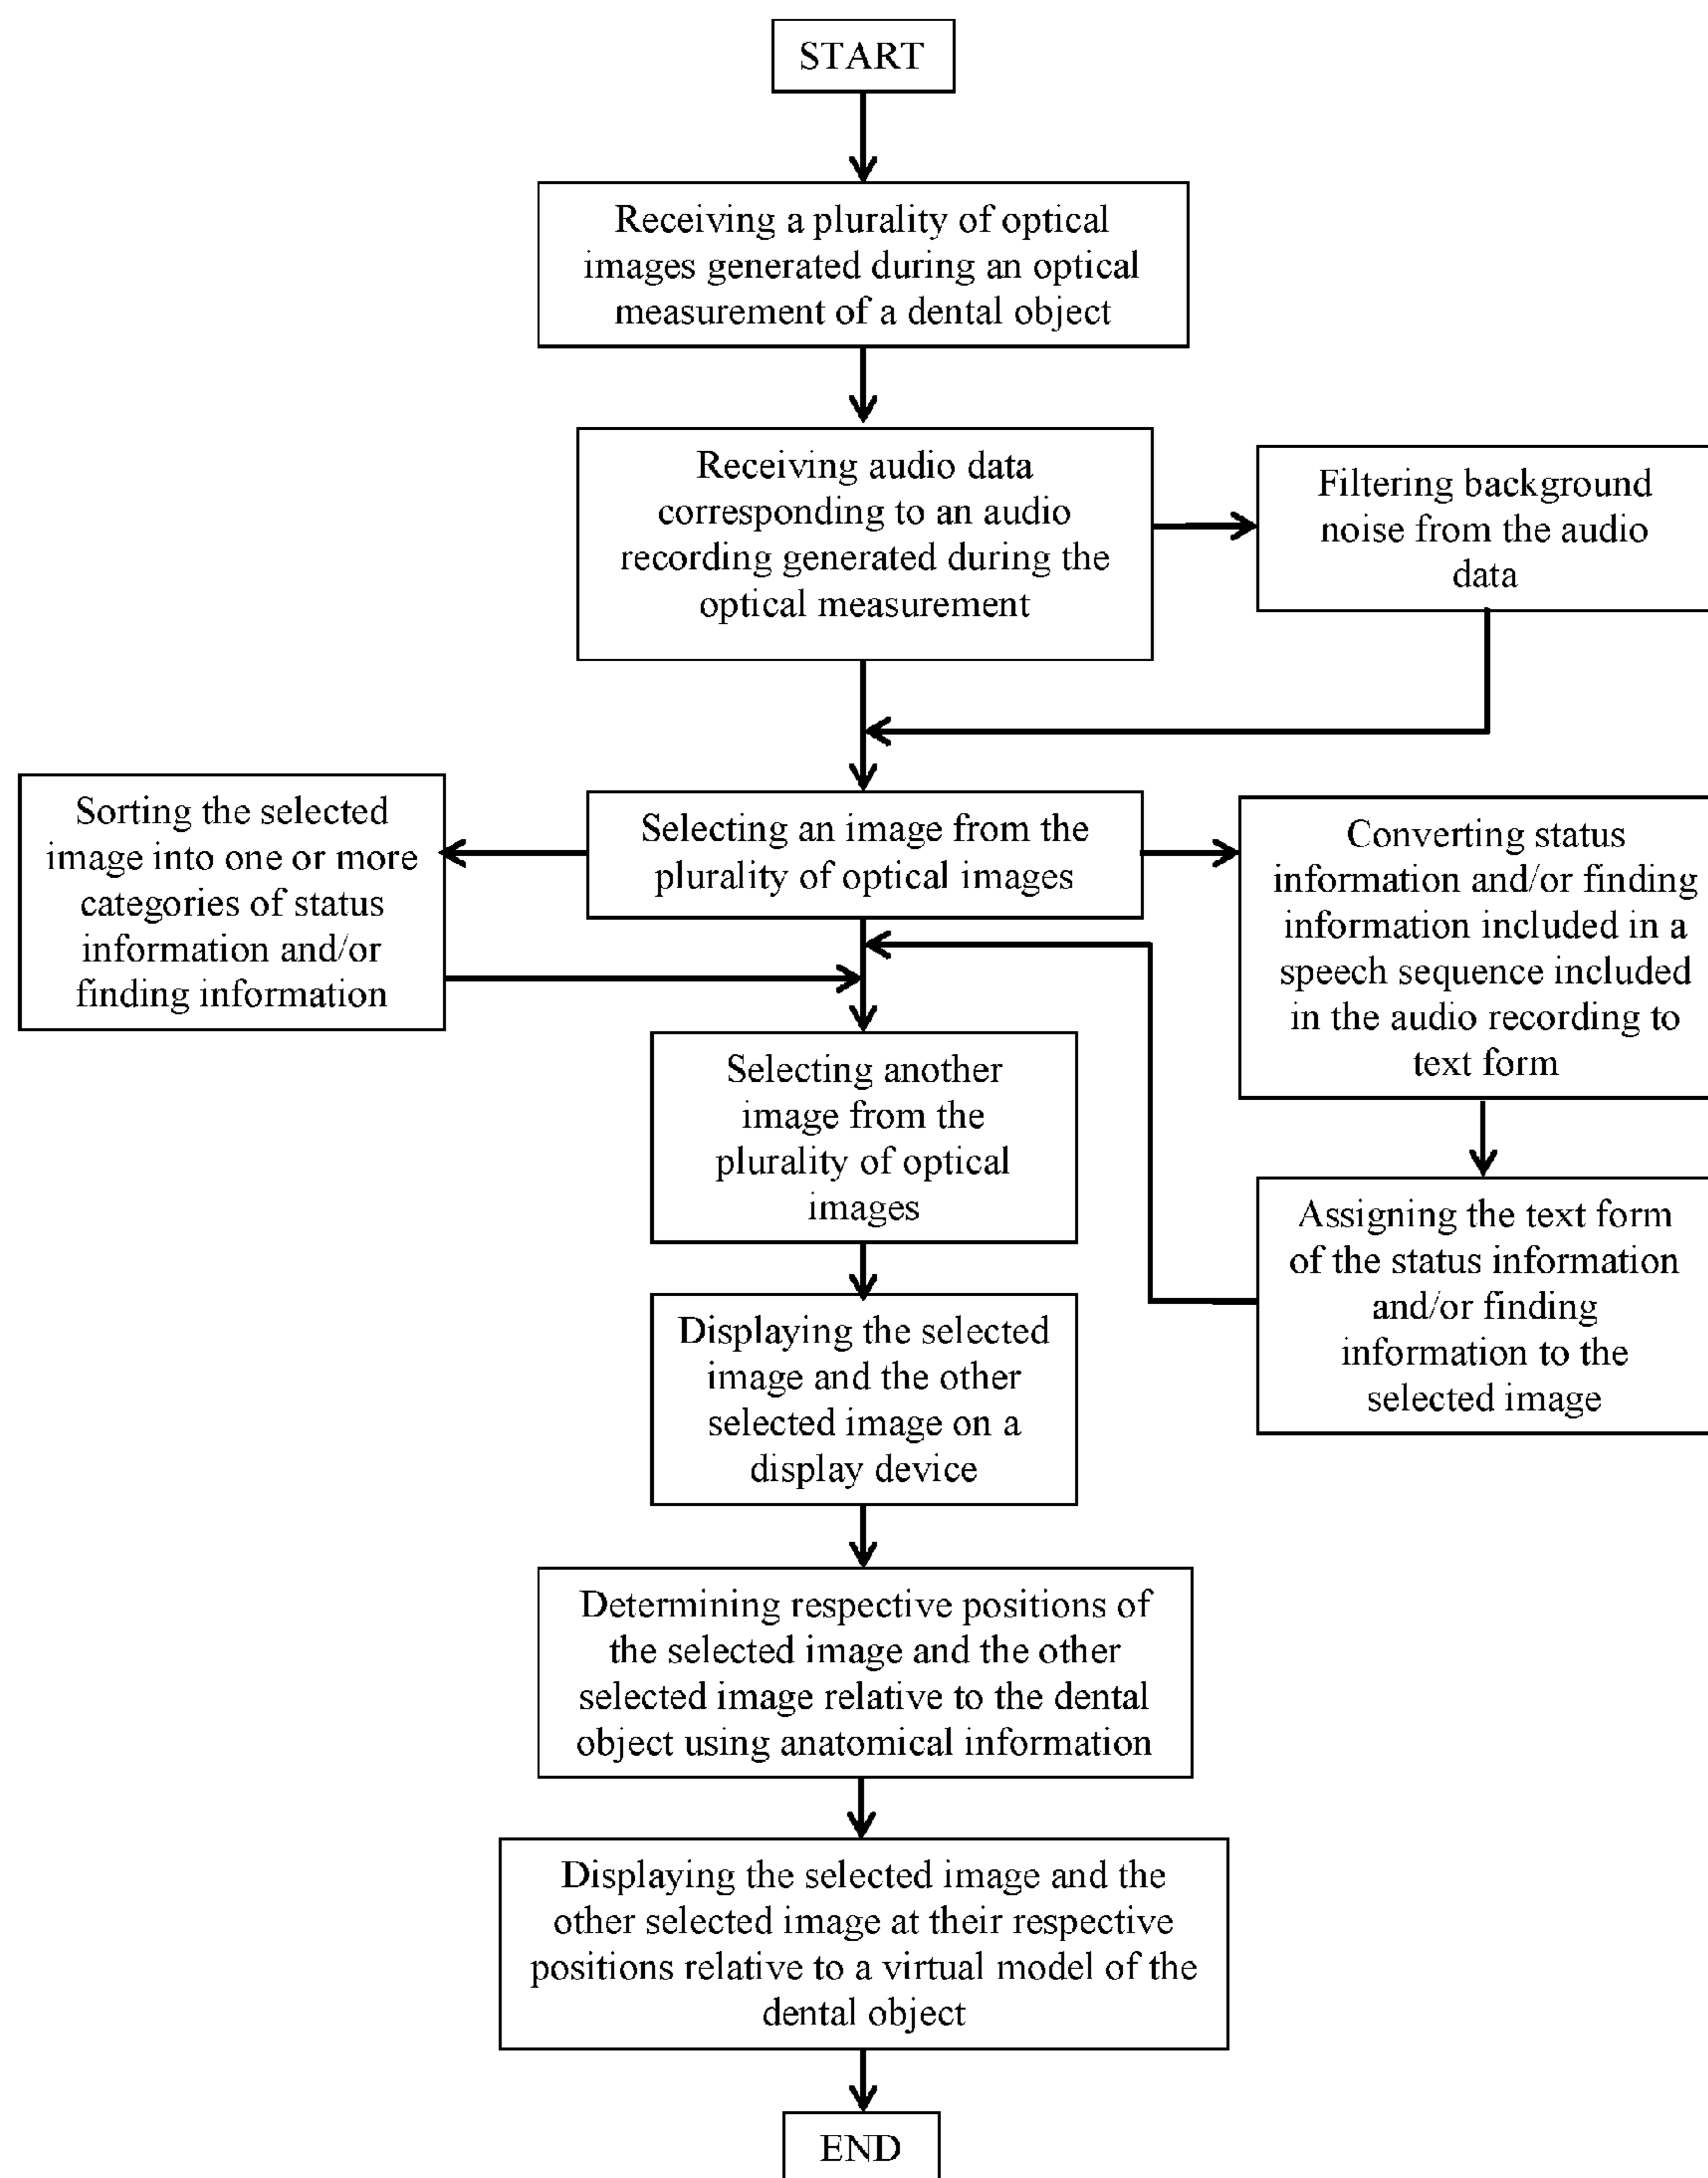 START
Receiving a plurality of optical
images generated during an optical
measurement of a dental object
Receiving audio data
corresponding to an audio
recording generated during the
optical measurement
Filtering background
noise from the audio
data
Sorting the selected
image into one or more
categories of status
information and/or
finding information
Selecting an image from the
plurality of optical images
Converting status
information and/or finding
information included in a
speech sequence included
in the audio recording to
text form
Selecting another
image from the
plurality of optical
images
Assigning the text form
of the status information
and/or finding
information to the
selected image
Displaying the selected
image and the other
selected image on a
display device
Determining respective positions of
the selected image and the other
selected image relative to the dental
object using anatomical information
Displaying the selected image and the
other selected image at their respective
positions relative to a virtual model of the
dental object
END